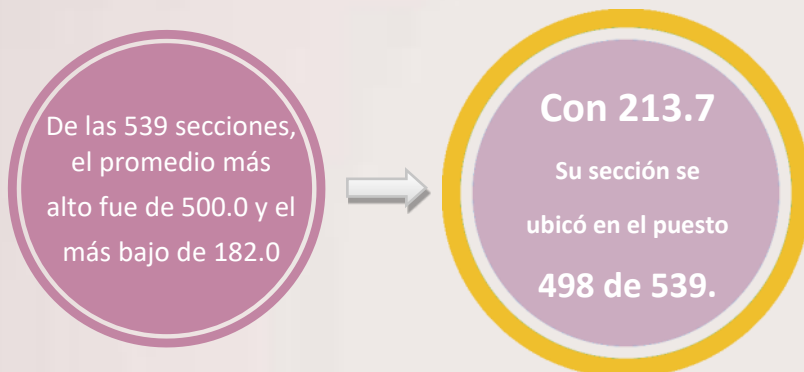 De las 539 secciones,
el promedio más
alto fue de 500.0 y el
más bajo de 182.0
Con 213.7
Su sección se
ubicó en el puesto
498 de 539.